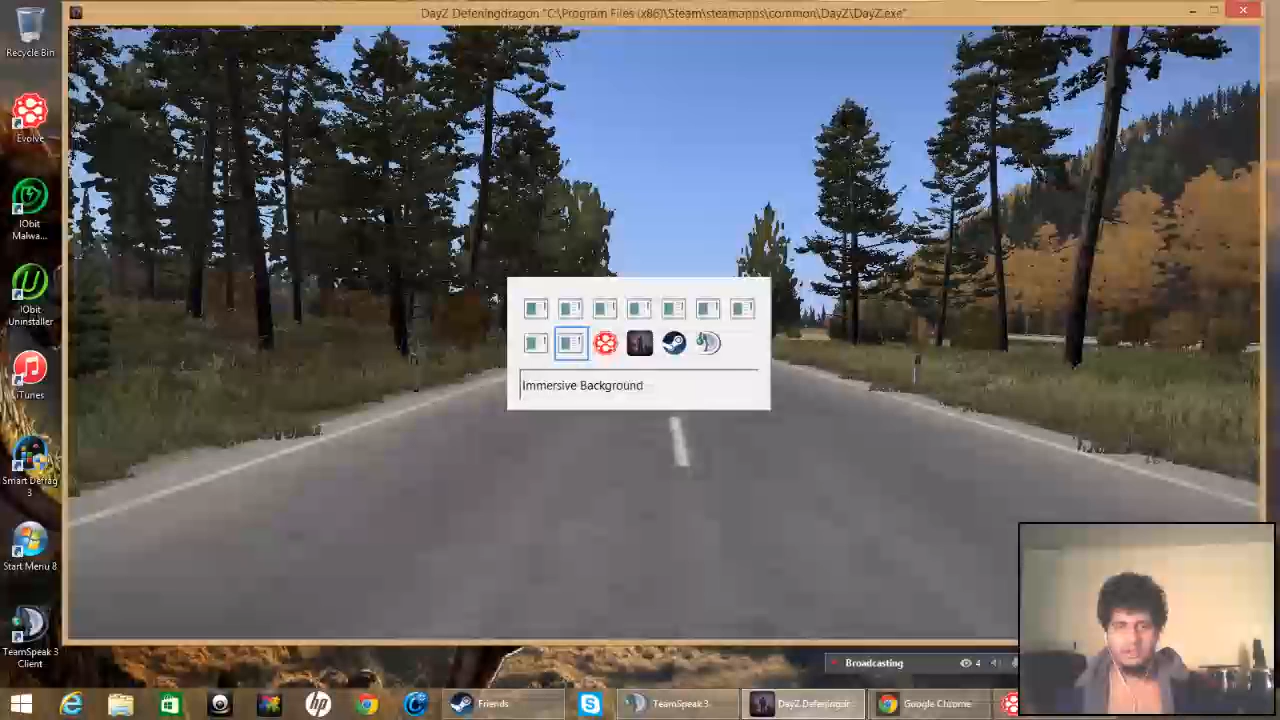 DayZ Defeningdragon "C:\Program Files (x86)\Steam\steamapps\common\DayZ\DayZ.exe"
Recycle Bin
Evolve
IObit
Malwa...
IObit
Uninstaller
iTunes
Smart Defrag
3
Start Menu 8
TeamSpeak 3
Client
Immersive Background
Broadcasting
4
Friends
TeamSpeak 3
DayZ Defeningdr
Google Chrome